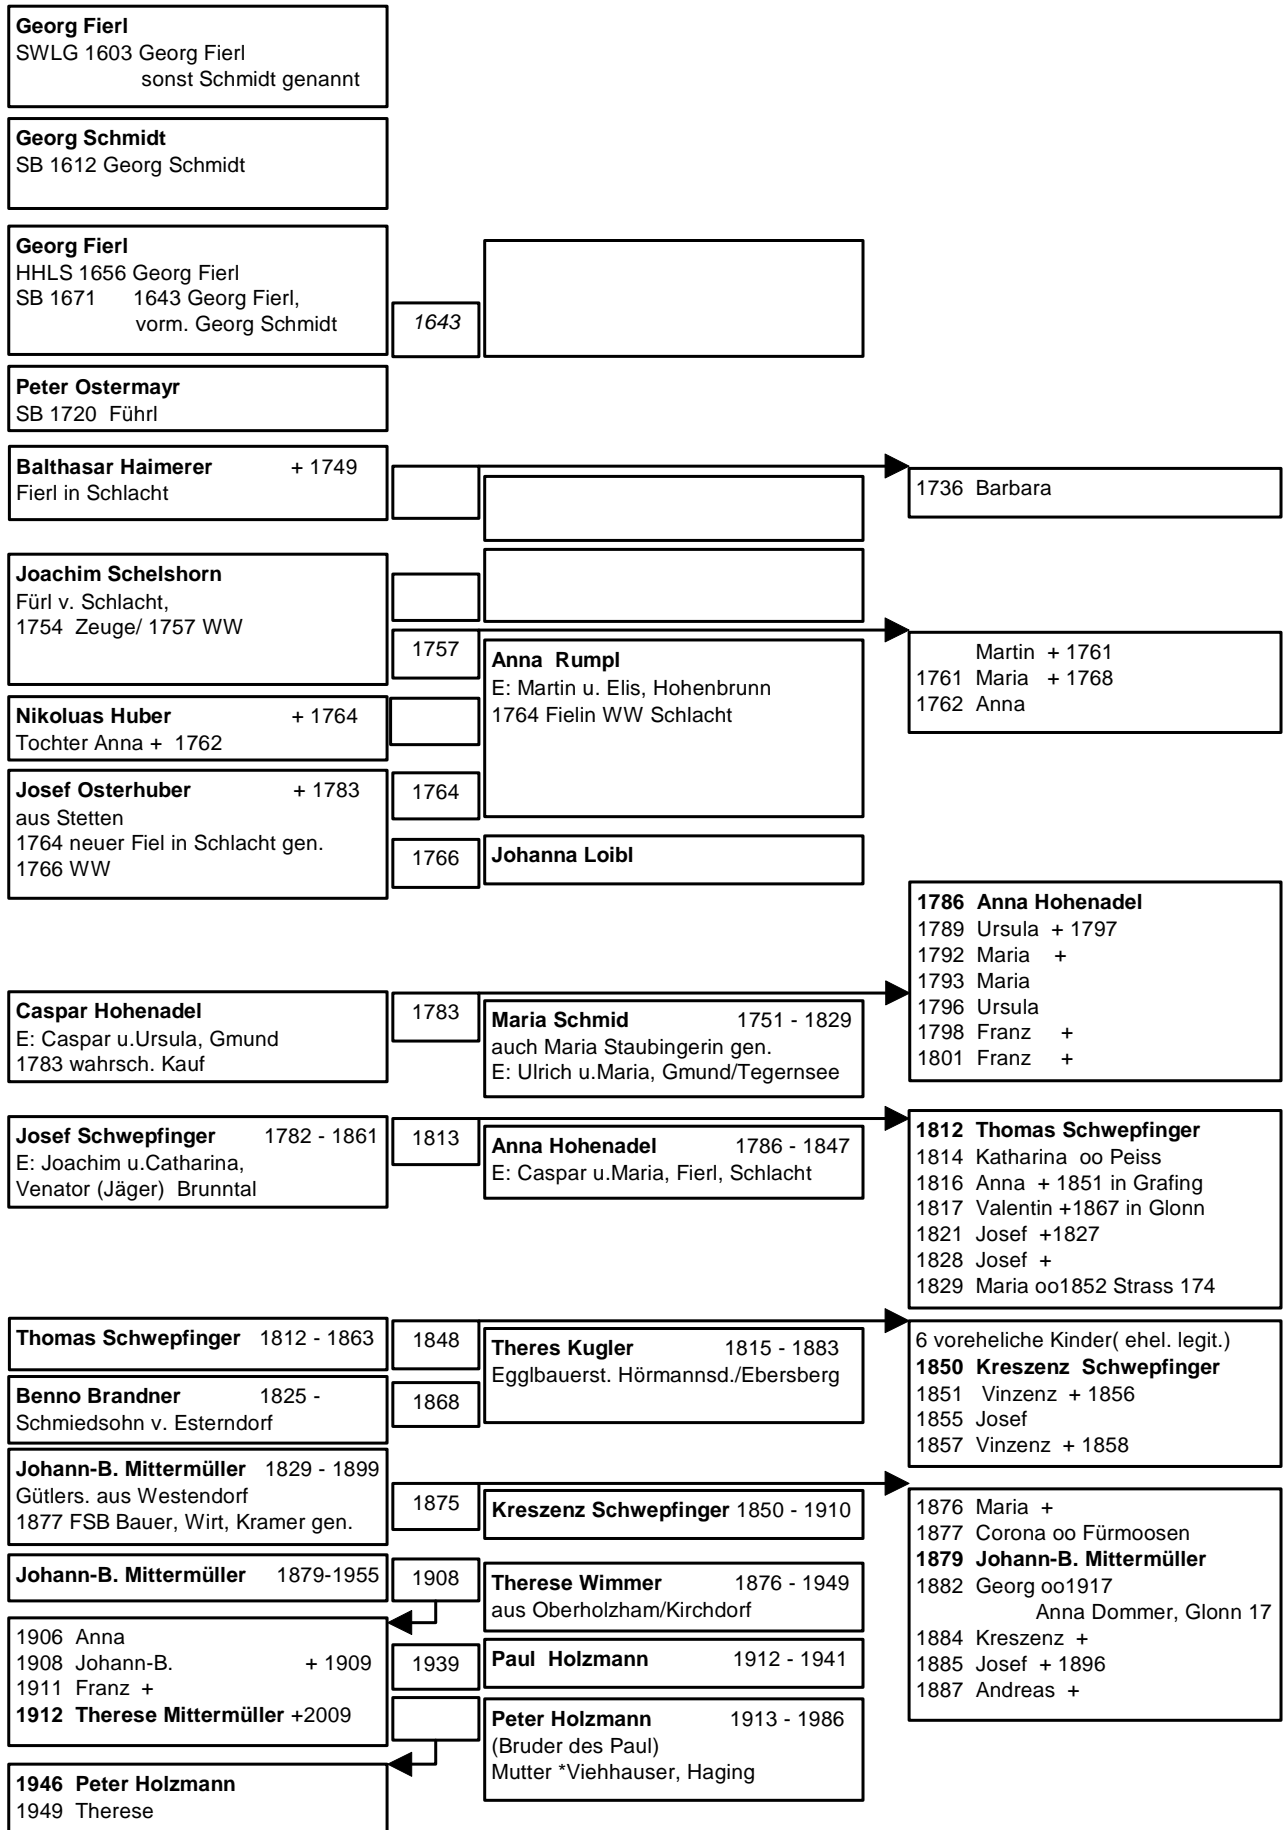 Georg Fierl
SWLG 1603 Georg Fierl
sonst Schmidt genannt
Georg Schmidt
SB 1612 Georg Schmidt
Georg Fierl
HHLS 1656 Georg Fierl
SB 1671 1643 Georg Fierl,
vorm. Georg Schmidt
1643
Peter Ostermayr
SB 1720 Führl
Balthasar Haimerer + 1749
Fierl in Schlacht
1736 Barbara
Joachim Schelshorn
Fürl v. Schlacht,
1754 Zeuge/ 1757 WW
1757
Anna Rumpl
E: Martin u. Elis, Hohenbrunn
1764 Fielin WW Schlacht
Martin + 1761
1761 Maria + 1768
1762 Anna
Nikoluas Huber + 1764
Tochter Anna + 1762
Josef Osterhuber + 1783
aus Stetten
1764 neuer Fiel in Schlacht gen.
1766 WW
1764
1766
Johanna Loibl
Caspar Hohenadel
E: Caspar u.Ursula, Gmund
1783 wahrsch. Kauf
1783
Maria Schmid 1751 - 1829
auch Maria Staubingerin gen.
E: Ulrich u.Maria, Gmund/Tegernsee
1786 Anna Hohenadel
1789 Ursula + 1797
1792 Maria +
1793 Maria
1796 Ursula
1798 Franz +
1801 Franz +
Josef Schwepfinger 1782 - 1861
E: Joachim u.Catharina,
Venator (Jäger) Brunntal
1813
Anna Hohenadel 1786 - 1847
E: Caspar u.Maria, Fierl, Schlacht
1812 Thomas Schwepfinger
1814 Katharina oo Peiss
1816 Anna + 1851 in Grafing
1817 Valentin +1867 in Glonn
1821 Josef +1827
1828 Josef +
1829 Maria oo1852 Strass 174
Thomas Schwepfinger 1812 - 1863
1848
Theres Kugler 1815 - 1883
Egglbauerst. Hörmannsd./Ebersberg
6 voreheliche Kinder( ehel. legit.)
1850 Kreszenz Schwepfinger
1851 Vinzenz + 1856
1855 Josef
1857 Vinzenz + 1858
Benno Brandner 1825 -
Schmiedsohn v. Esterndorf
1868
Johann-B. Mittermüller 1829 - 1899
Gütlers. aus Westendorf
1877 FSB Bauer, Wirt, Kramer gen.
1875
Kreszenz Schwepfinger 1850 - 1910
1876 Maria +
1877 Corona oo Fürmoosen
1879 Johann-B. Mittermüller
1882 Georg oo1917
Anna Dommer, Glonn 17
1884 Kreszenz +
1885 Josef + 1896
1887 Andreas +
Johann-B. Mittermüller 1879-1955
1908
Therese Wimmer 1876 - 1949
aus Oberholzham/Kirchdorf
1906 Anna
1908 Johann-B. + 1909
1911 Franz +
1912 Therese Mittermüller +2009
1939
Paul Holzmann 1912 - 1941
Peter Holzmann 1913 - 1986
(Bruder des Paul)
Mutter *Viehhauser, Haging
1946 Peter Holzmann
1949 Therese